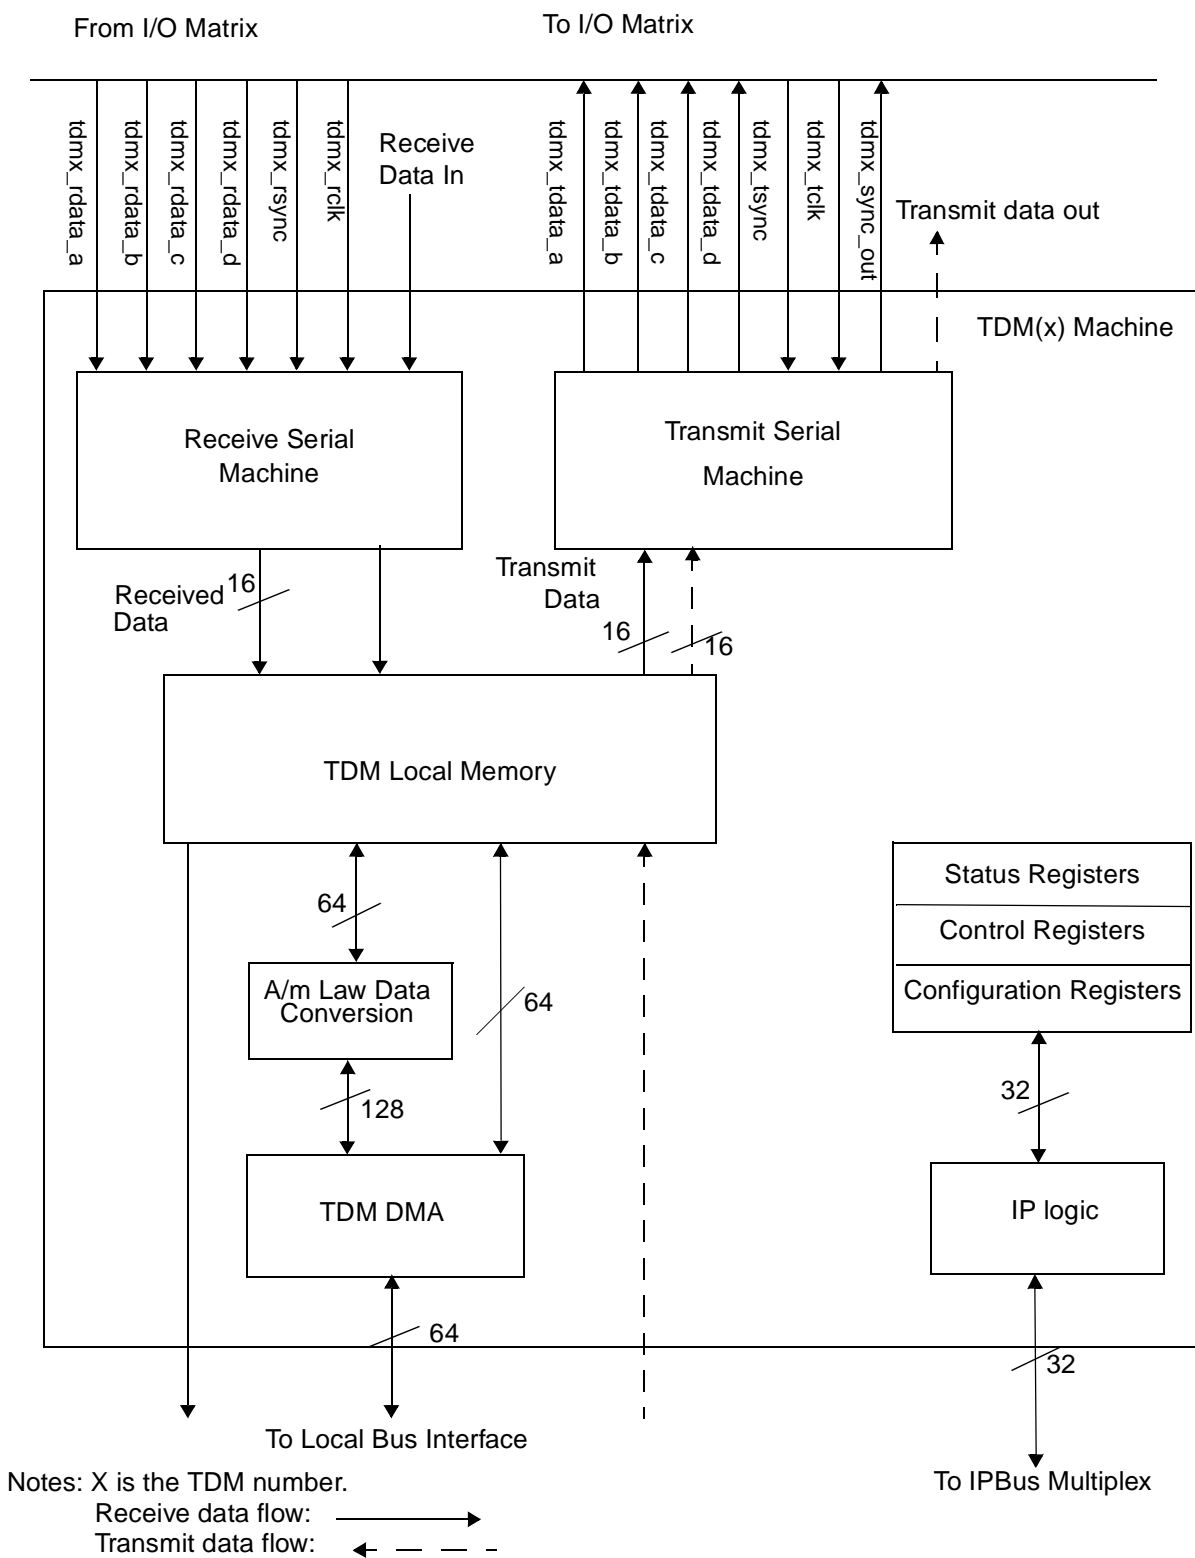 From I/O Matrix
To I/O Matrix
tdmx_rdata_a
tdmx_rdata_b
tdmx_rdata_c
tdmx_rdata_d
tdmx_rsync
tdmx_rclk
Receive
Data In
tdmx_tdata_a
tdmx_tdata_b
tdmx_tdata_c
tdmx_tdata_d
tdmx_tsync
tdmx_tclk
tdmx_sync_out
Transmit data out
TDM(x) Machine
Receive Serial
Machine
Transmit Serial
Machine
Received
Data
16
Transmit
Data
16
16
TDM Local Memory
64
A/m Law Data
Conversion
64
128
TDM DMA
64
Status Registers
Control Registers
Configuration Registers
32
IP logic
32
To Local Bus Interface
To IPBus Multiplex
Notes: X is the TDM number.
Receive data flow:
Transmit data flow: